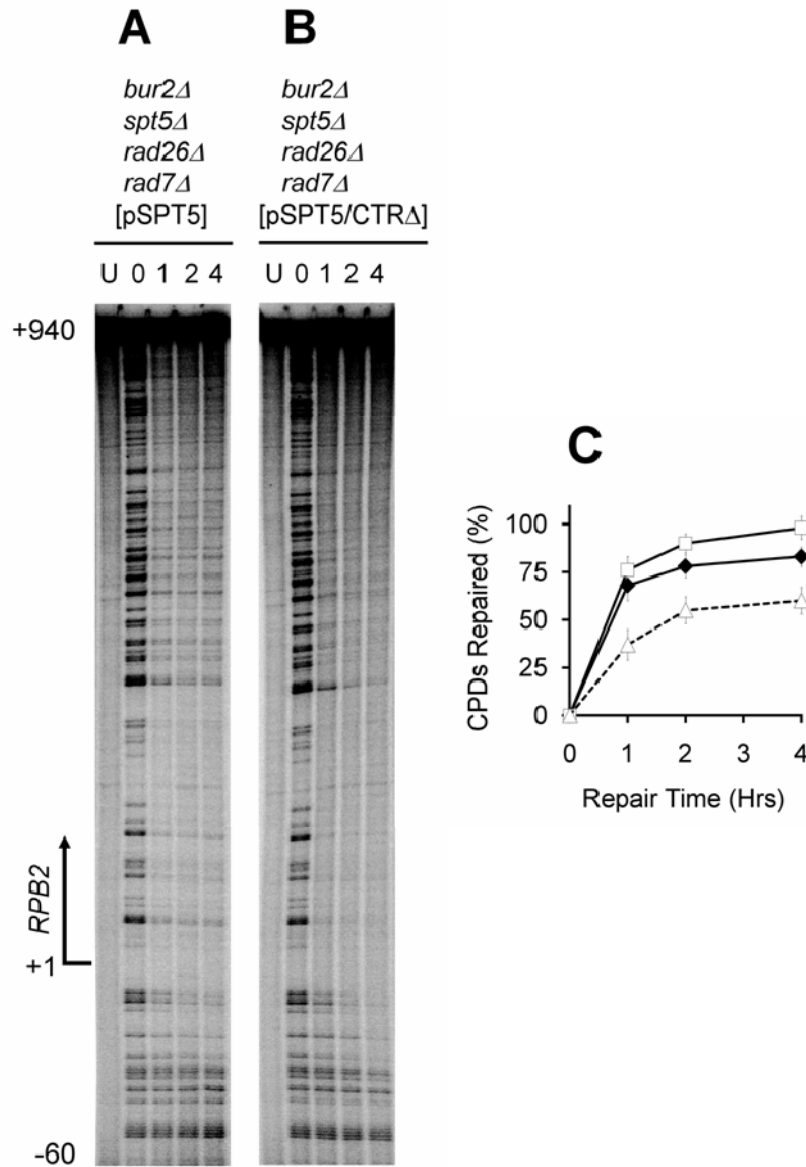 A
bur2Δ
spt5Δ
rad26Δ
rad7Δ
[pSPT5]
U 0 1 2 4
B
bur2Δ
spt5Δ
rad26Δ
rad7Δ
[pSPT5/CTRΔ]
U 0 1 2 4
+940
RPB2
+1
-60
C
CPDs Repaired (%)
100
75
50
25
0
0 1 2 3 4
Repair Time (Hrs)